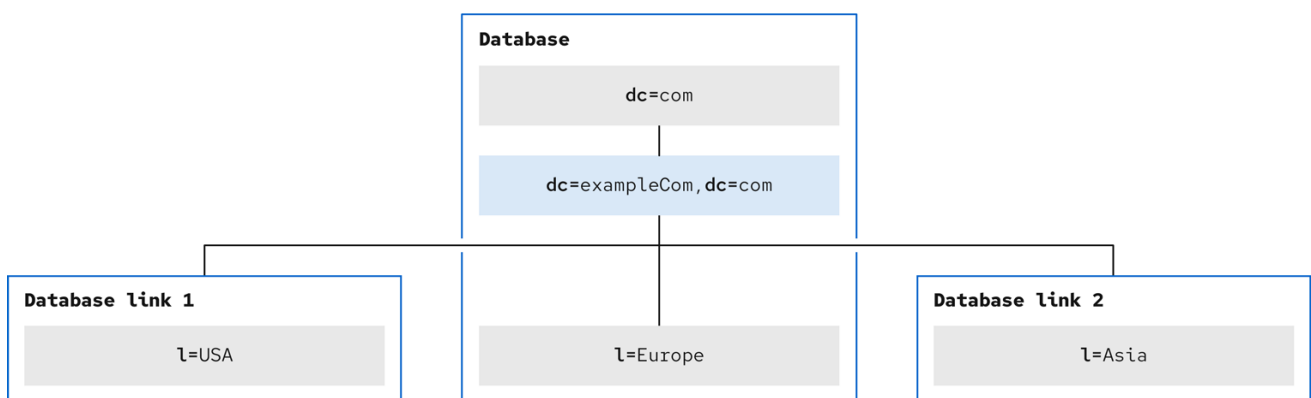 Database
dc=com
dc=exampleCom,dc=com
Database link 1
l=USA
l=Europe
Database link 2
l=Asia